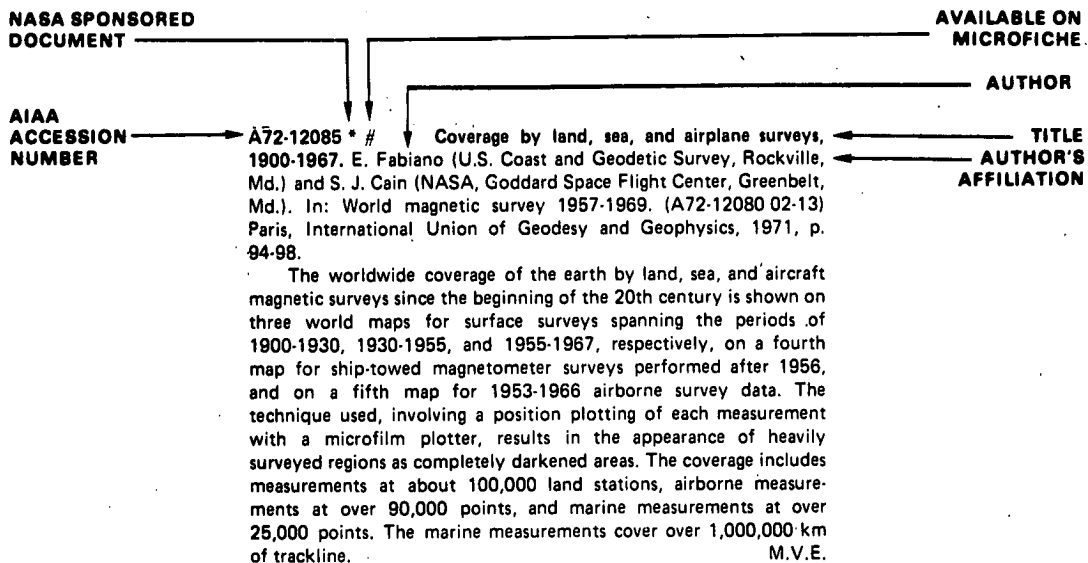 NASA SPONSORED
DOCUMENT
AVAILABLE ON
MICROFICHE
AUTHOR
AIAA
ACCESSION
NUMBER
TITLE
AUTHOR'S
AFFILIATION
A72-12085 * # Coverage by land, sea, and airplane surveys,
1900-1967. E. Fabiano (U.S. Coast and Geodetic Survey, Rockville,
Md.) and S. J. Cain (NASA, Goddard Space Flight Center, Greenbelt,
Md.). In: World magnetic survey 1957-1969. (A72-12080 02-13)
Paris, International Union of Geodesy and Geophysics, 1971, p.
94-98.
The worldwide coverage of the earth by land, sea, and aircraft
magnetic surveys since the beginning of the 20th century is shown on
three world maps for surface surveys spanning the periods of
1900-1930, 1930-1955, and 1955-1967, respectively, on a fourth
map for ship-towed magnetometer surveys performed after 1956,
and on a fifth map for 1953-1966 airborne survey data. The
technique used, involving a position plotting of each measurement
with a microfilm plotter, results in the appearance of heavily
surveyed regions as completely darkened areas. The coverage includes
measurements at about 100,000 land stations, airborne measure-
ments at over 90,000 points, and marine measurements at over
25,000 points. The marine measurements cover over 1,000,000 km
of trackline. M.V.E.